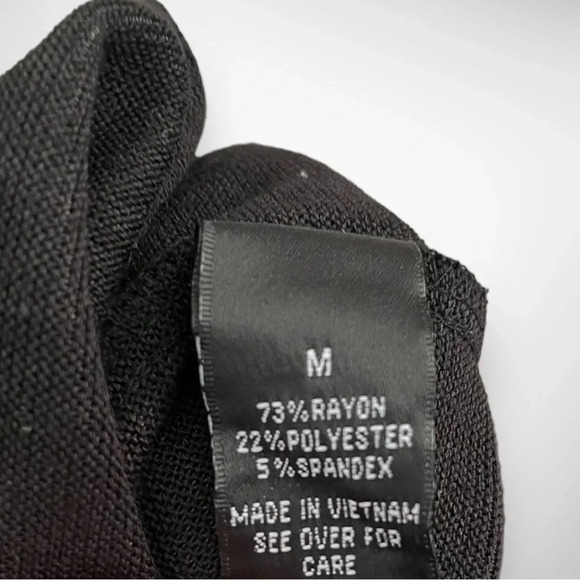 M
73%RAYON
22%POLYESTER
5%SPANDEX
MADE IN VIETNAM
SEE OVER FOR
CARE